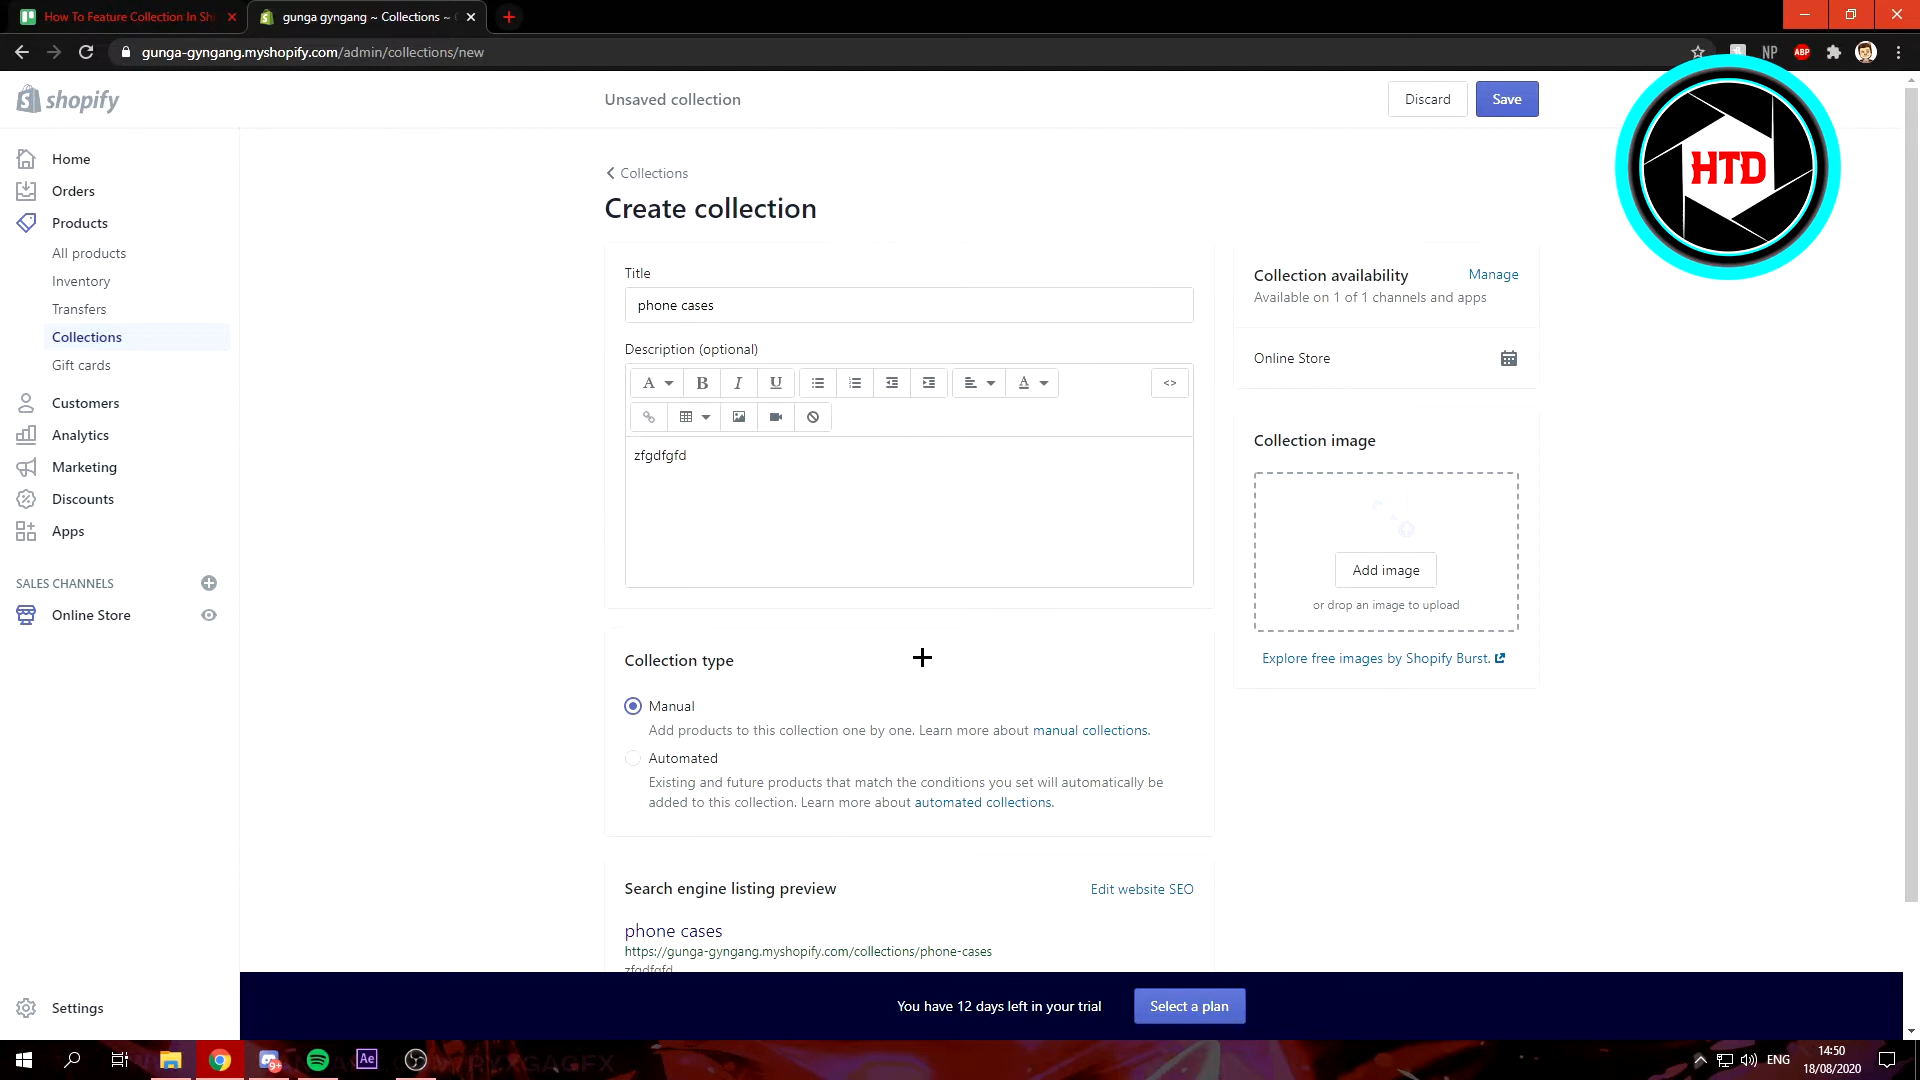 How To Feature Collection In Sh
gunga gyngang ~ Collections ~
gunga-gyngang.myshopify.com/admin/collections/new
NP
ABP
shopify
Unsaved collection
Discard
Save
HTD
Home
Orders
Products
All products
Inventory
Transfers
Collections
Gift cards
Customers
Analytics
Marketing
Discounts
Apps
SALES CHANNELS
Online Store
Settings
Collections
Create collection
Title
phone cases
Description (optional)
A B I U A <>
zfgdfgfd
Collection type
Manual
Add products to this collection one by one. Learn more about manual collections.
Automated
Existing and future products that match the conditions you set will automatically be
added to this collection. Learn more about automated collections.
Search engine listing preview
Edit website SEO
phone cases
https://gunga-gyngang.myshopify.com/collections/phone-cases
zfgdfgfd
Collection availability
Manage
Available on 1 of 1 channels and apps
Online Store
Collection image
Add image
or drop an image to upload
Explore free images by Shopify Burst.
You have 12 days left in your trial
Select a plan
9+
Ae
ENG
14:50
18/08/2020